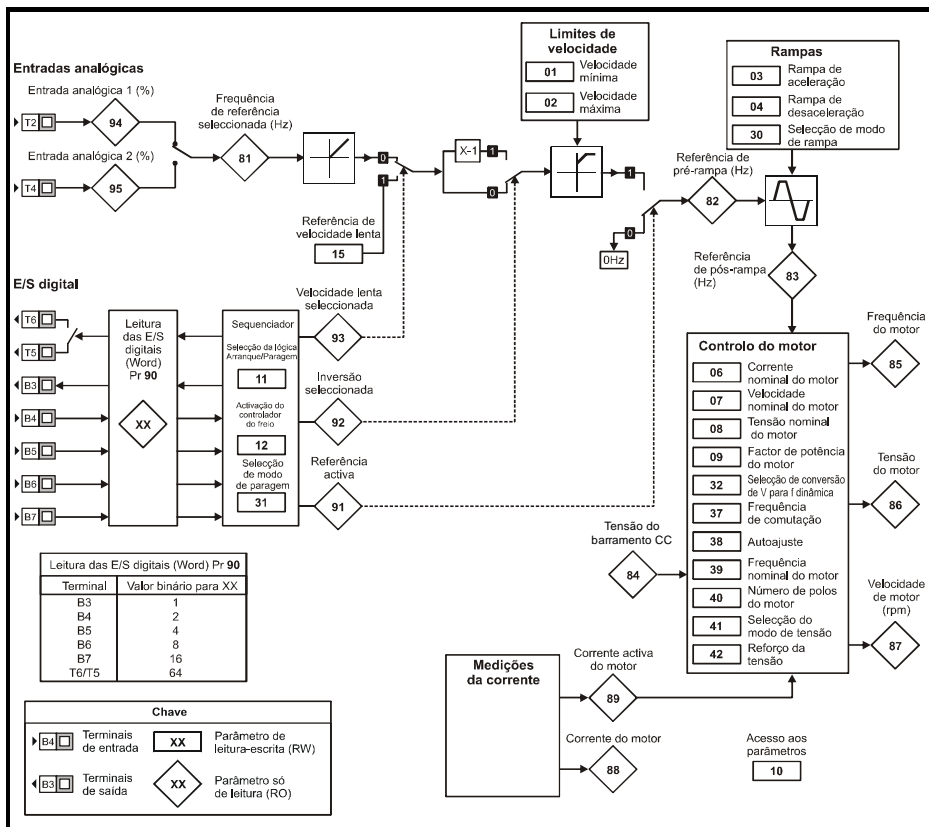 Entradas analógicas
Entrada analógica 1 (%)
T2
94
Entrada analógica 2 (%)
T4
95
Frequência
de referência
seleccionada (Hz)
81
0
1
Referência de
velocidade lenta
15
X-1
1
0
Limites de
velocidade
01
Velocidade
mínima
02
Velocidade
máxima
1
0
0Hz
Referência de
pré-rampa (Hz)
82
Rampas
03
Rampa de
aceleração
04
Rampa de
desaceleração
30
Selecção de modo
de rampa
Referência
de pós-rampa
(Hz)
83
E/S digital
T6
T5
B3
B4
B5
B6
B7
Leitura
das E/S
digitais
(Word)
Pr 90
XX
Sequenciador
Selecção da lógica
Arranque/Paragem
11
Activação do
controlador
do freio
12
Selecção
de modo
de paragem
31
Velocidade lenta
seleccionada
93
Inversão
seleccionada
92
Referência
activa
91
Controlo do motor
06
Corrente
nominal do motor
07
Velocidade
nominal do motor
08
Tensão nominal
do motor
09
Factor de potência
do motor
32
Selecção de conversão
de V para f dinâmica
37
Frequência
de comutação
38
Autoajuste
39
Frequência
nominal do motor
40
Número de polos
do motor
41
Selecção do
modo de tensão
42
Reforço da
tensão
Frequência
do motor
85
Tensão do
motor
86
Velocidade
de motor
(rpm)
87
Tensão do
barramento CC
84
Leitura das E/S digitais (Word) Pr 90
Terminal Valor binário para XX
B3 1
B4 2
B5 4
B6 8
B7 16
T6/T5 64
Medições
da corrente
Corrente activa
do motor
89
Corrente do motor
88
Acesso aos
parâmetros
10
Chave
B4
Terminais
de entrada
XX
Parâmetro de
leitura-escrita (RW)
B3
Terminais
de saída
XX
Parâmetro só
de leitura (RO)